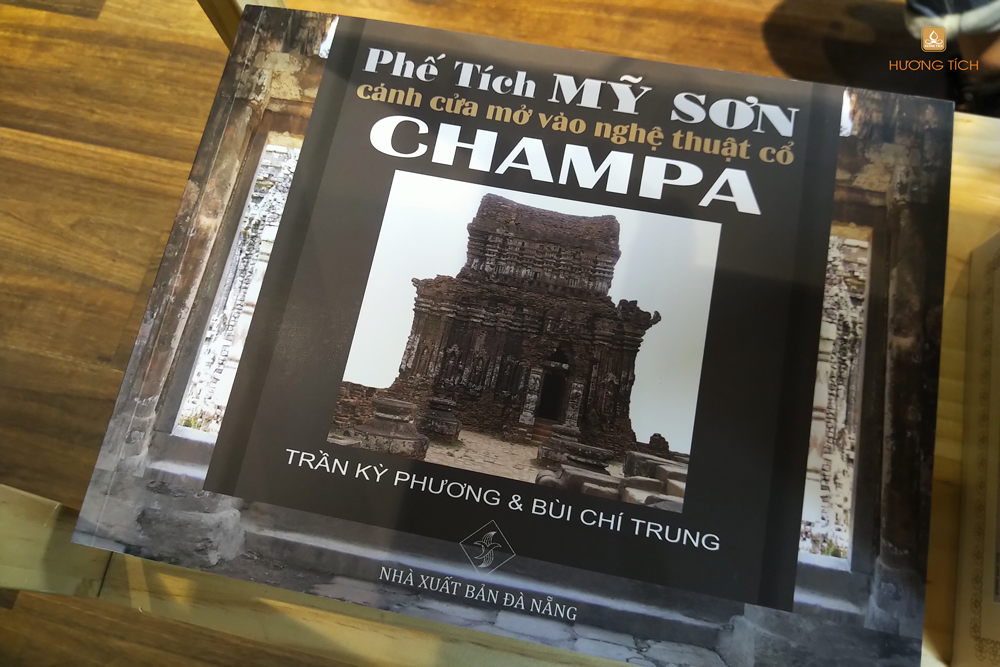 HƯƠNG TÍCH
Phế Tích MỸ SƠN
cánh cửa mở vào nghệ thuật cổ
CHAMPA
TRẦN KỲ PHƯƠNG & BÙI CHÍ TRUNG
NHÀ XUẤT BẢN ĐÀ NẴNG